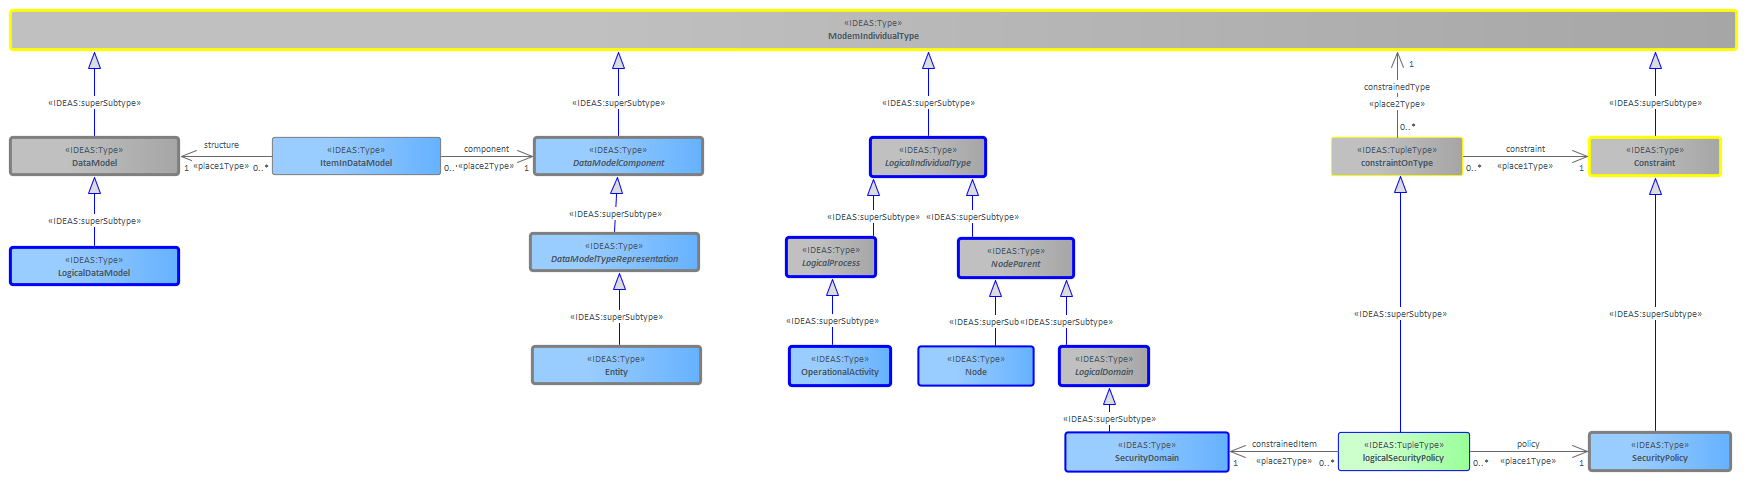 «IDEAS:Type»
ModemIndividualType
«IDEAS:superSubtype»
«IDEAS:superSubtype»
«IDEAS:superSubtype»
1
constrainedType
«place2Type»
0..*
«IDEAS:superSubtype»
«IDEAS:Type»
DataModel
structure
1 «place1Type» 0..*
«IDEAS:Type»
ItemInDataModel
component
0..* «place2Type» 1
«IDEAS:Type»
DataModelComponent
«IDEAS:Type»
LogicalIndividualType
«IDEAS:TupleType»
constraintOnType
constraint
0..* «place1Type» 1
«IDEAS:Type»
Constraint
«IDEAS:superSubtype»
«IDEAS:superSubtype»
«IDEAS:superSubtype»
«IDEAS:superSubtype»
«IDEAS:Type»
LogicalDataModel
«IDEAS:Type»
DataModelTypeRepresentation
«IDEAS:Type»
LogicalProcess
«IDEAS:Type»
NodeParent
«IDEAS:superSubtype»
«IDEAS:superSubtype»
«IDEAS:superSub
«IDEAS:superSubtype»
«IDEAS:superSubtype»
«IDEAS:superSubtype»
«IDEAS:Type»
Entity
«IDEAS:Type»
OperationalActivity
«IDEAS:Type»
Node
«IDEAS:Type»
LogicalDomain
«IDEAS:superSubtype»
«IDEAS:Type»
SecurityDomain
constrainedItem
1 «place2Type» 0..*
«IDEAS:TupleType»
logicalSecurityPolicy
policy
0..* «place1Type» 1
«IDEAS:Type»
SecurityPolicy